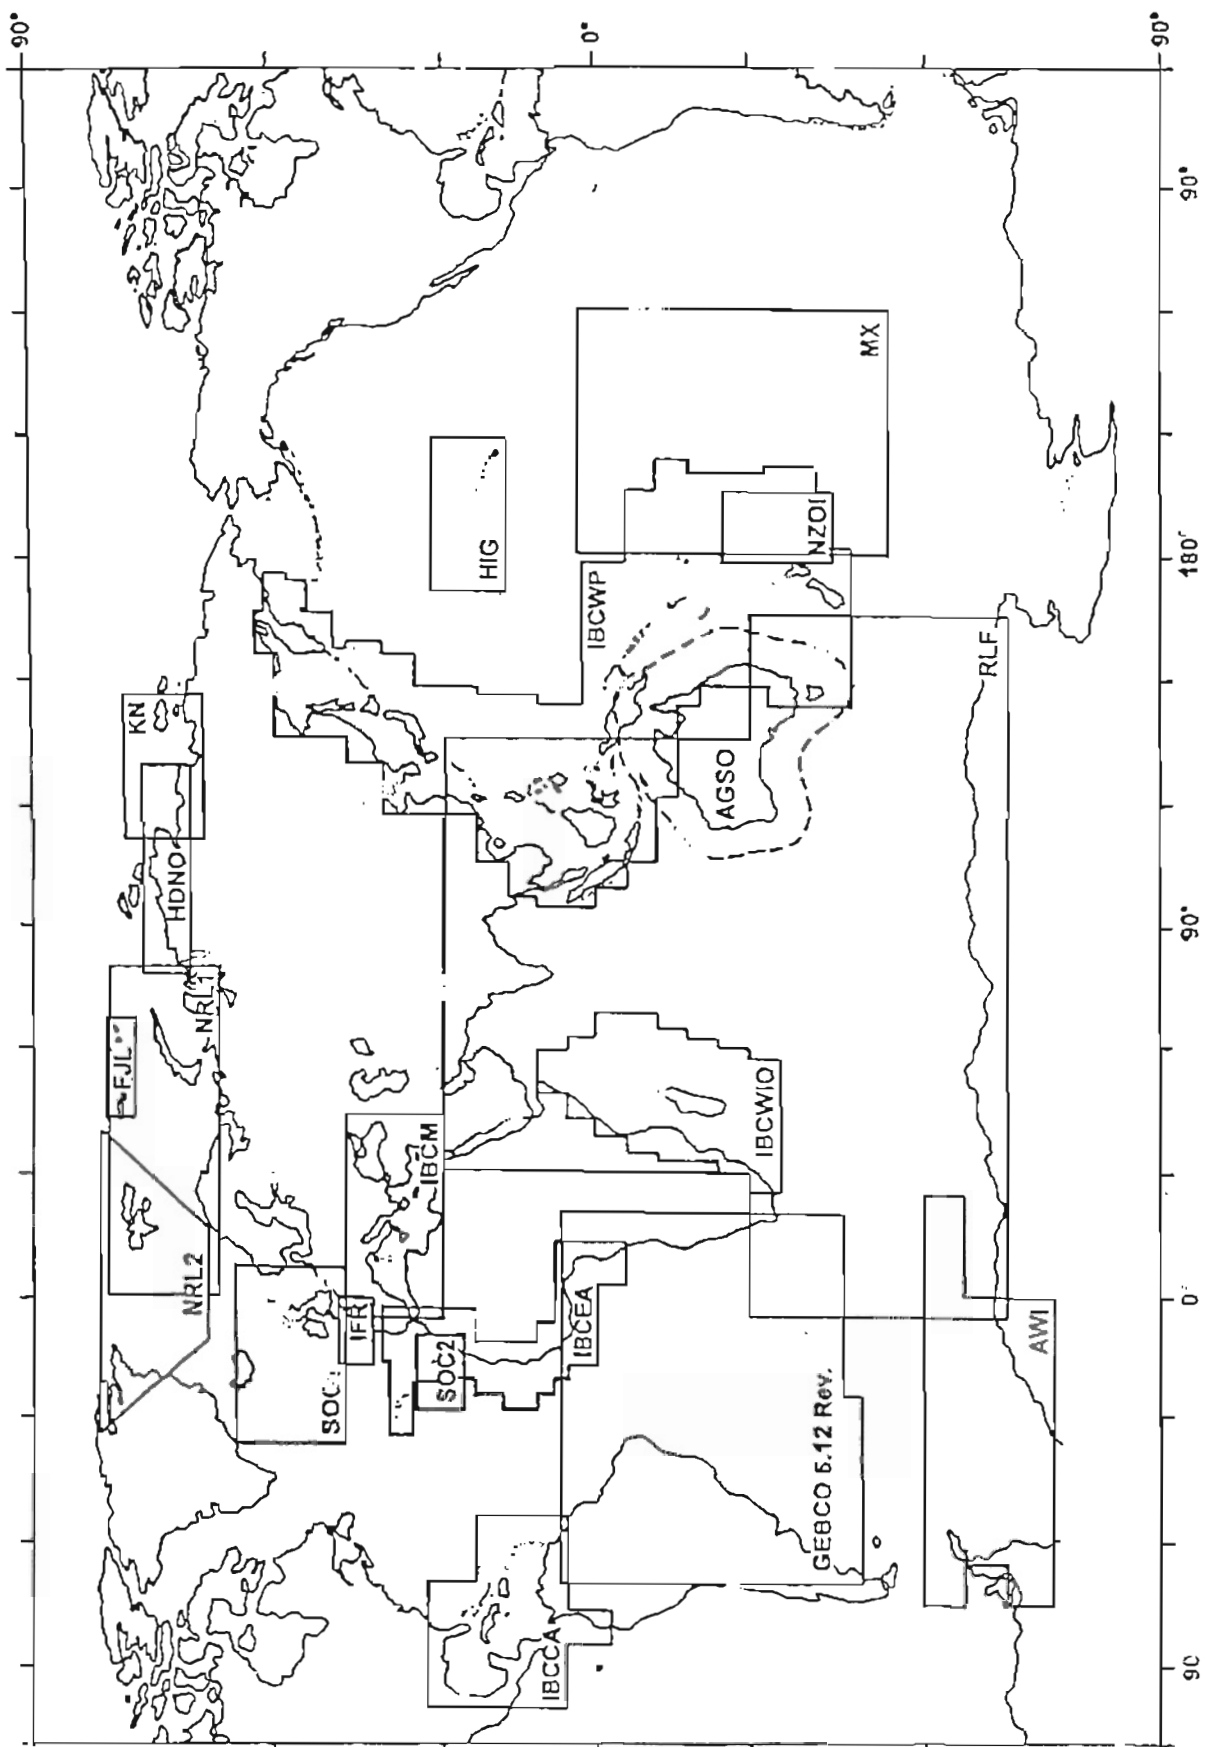 90°
0°
90°
90°
180°
90°
0°
90
KN
HDNO
NRL1
FJL
NRL2
HIG
MX
NZOI
IBCWP
RLF
AGSO
IBCWIO
IBCM
IFR
SOC
SOC2
IBCEA
GEBCO 5.12 Rev.
AWI
IBCCA